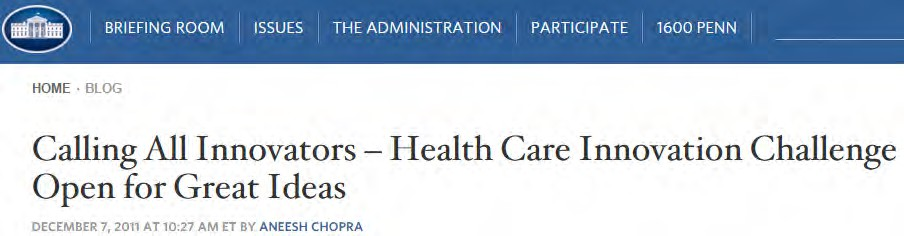 BRIEFING ROOM ISSUES THE ADMINISTRATION PARTICIPATE 1600 PENN
HOME · BLOG
Calling All Innovators – Health Care Innovation Challenge
Open for Great Ideas
DECEMBER 7, 2011 AT 10:27 AM ET BY ANEESH CHOPRA